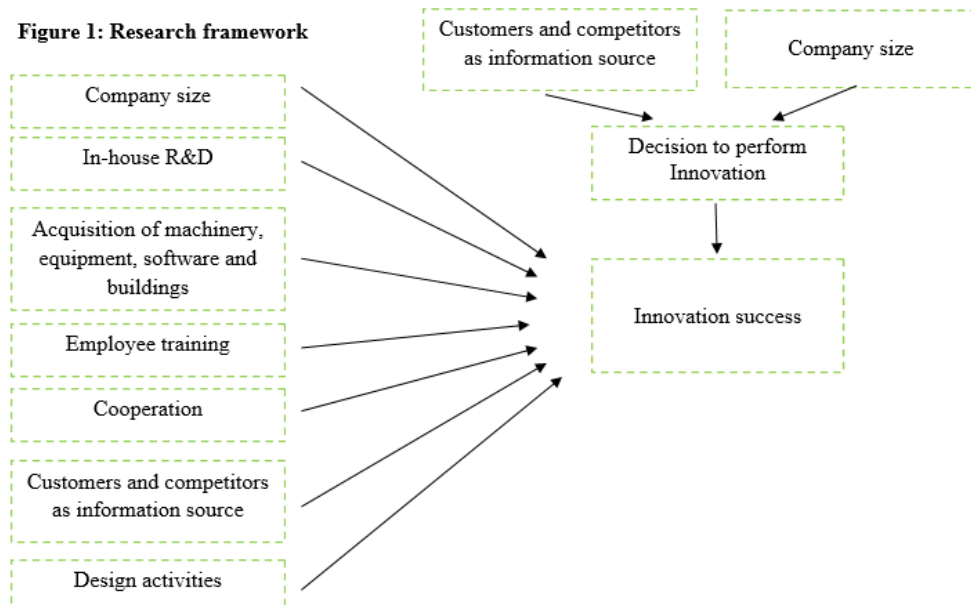 Figure 1: Research framework
Customers and competitors
as information source
Company size
Company size
In-house R&D
Decision to perform
Innovation
Acquisition of machinery,
equipment, software and
buildings
Innovation success
Employee training
Cooperation
Customers and competitors
as information source
Design activities